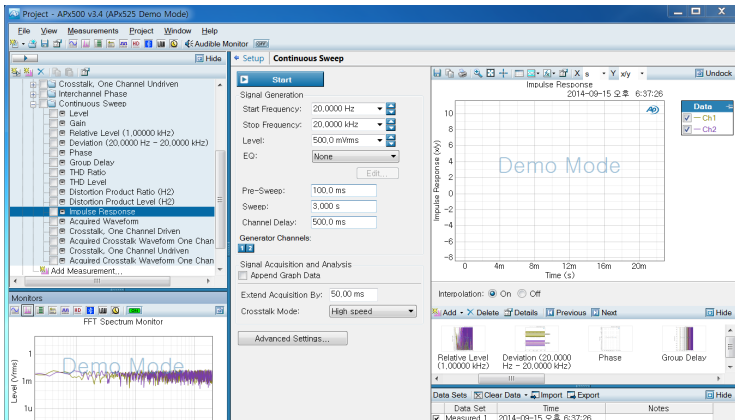 Project - APx500 v3.4 (APx525 Demo Mode)
File View Measurements Project Window Help
Audible Monitor OFF
Hide
Crosstalk, One Channel Undriven
Interchannel Phase
Continuous Sweep
Level
Gain
Relative Level (1,00000 kHz)
Deviation (20,0000 Hz - 20,0000 kHz)
Phase
Group Delay
THD Ratio
THD Level
Distortion Product Ratio (H2)
Distortion Product Level (H2)
Impulse Response
Acquired Waveform
Crosstalk, One Channel Driven
Acquired Crosstalk Waveform One Chan
Crosstalk, One Channel Undriven
Acquired Crosstalk Waveform One Chan
Add Measurement...
Monitors
FFT Spectrum Monitor
Level (Vrms)
1
1m
1u
Demo Mode
Setup Continuous Sweep
Start
Signal Generation
Start Frequency: 20,0000 Hz
Stop Frequency: 20,0000 kHz
Level: 500,0 mVrms
EQ: None
Edit...
Pre-Sweep: 100,0 ms
Sweep: 3,000 s
Channel Delay: 500,0 ms
Generator Channels:
1 2
Signal Acquisition and Analysis
Append Graph Data
Extend Acquisition By: 50,00 ms
Crosstalk Mode: High speed
Advanced Settings...
X s Y x/y Undock
Impulse Response
2014-09-15 오후 6:37:26
AP
Impulse Response (x/y)
10
8
6
4
2
0
-2
-4
-6
-8
Demo Mode
0 4m 8m 12m 16m 20m
Time (s)
Data
Ch1
Ch2
Interpolation: On Off
Add Delete Details Previous Next Hide
Relative Level (1,00000 kHz)
Deviation (20,0000 Hz - 20,0000 kHz)
Phase
Group Delay
Data Sets Clear Data Import Export Hide
Data Set Time Notes
Measured 1 2014-09-15 오후 6:37:26